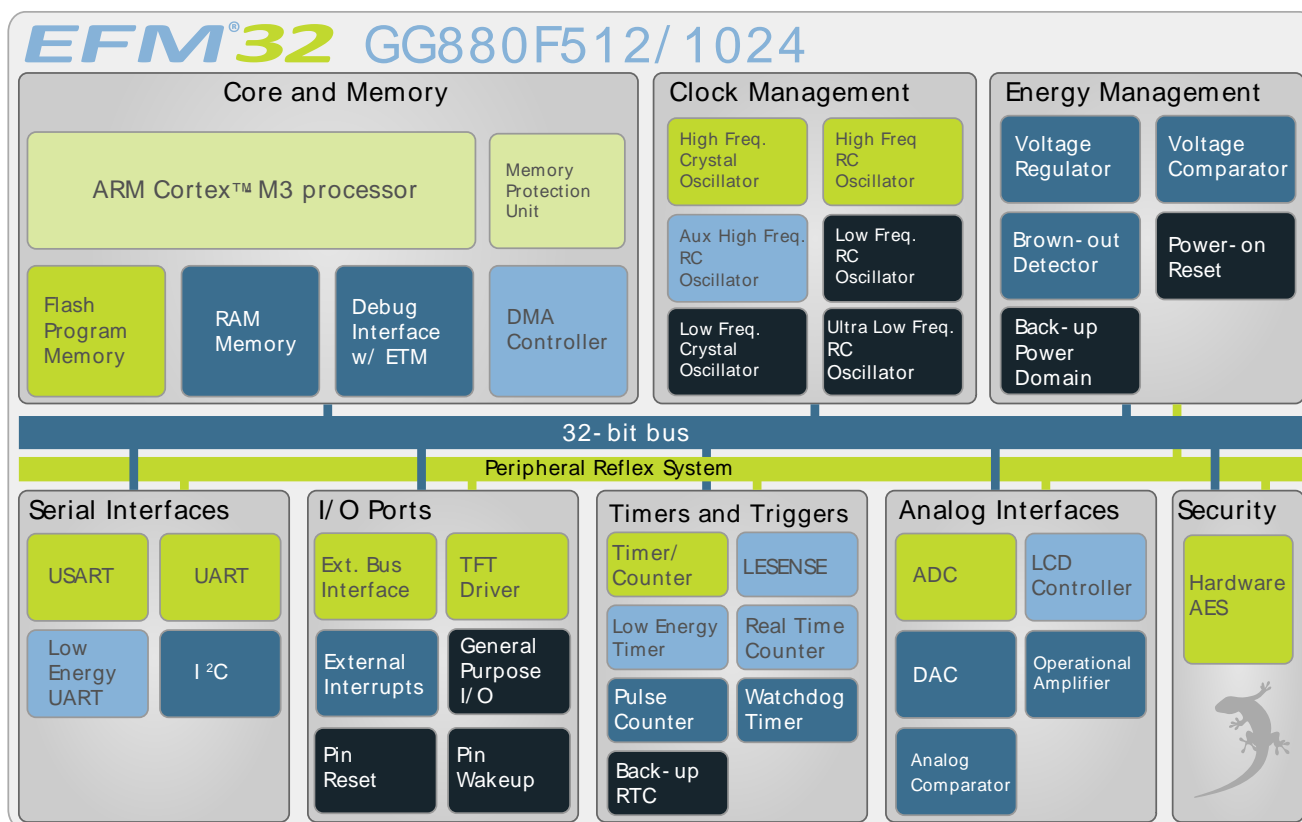 EFM®32 GG880F512/1024
Core and Memory
ARM Cortex™ M3 processor
Memory
Protection
Unit
Flash
Program
Memory
RAM
Memory
Debug
Interface
w/ ETM
DMA
Controller
Clock Management
High Freq.
Crystal
Oscillator
High Freq
RC
Oscillator
Aux High Freq.
RC
Oscillator
Low Freq.
RC
Oscillator
Low Freq.
Crystal
Oscillator
Ultra Low Freq.
RC
Oscillator
Energy Management
Voltage
Regulator
Voltage
Comparator
Brown-out
Detector
Power-on
Reset
Back-up
Power
Domain
32-bit bus
Peripheral Reflex System
Serial Interfaces
USART
UART
Low
Energy
UART
I²C
I/O Ports
Ext. Bus
Interface
TFT
Driver
External
Interrupts
General
Purpose
I/O
Pin
Reset
Pin
Wakeup
Timers and Triggers
Timer/
Counter
LESENSE
Low Energy
Timer
Real Time
Counter
Pulse
Counter
Watchdog
Timer
Back-up
RTC
Analog Interfaces
ADC
LCD
Controller
DAC
Operational
Amplifier
Analog
Comparator
Security
Hardware
AES